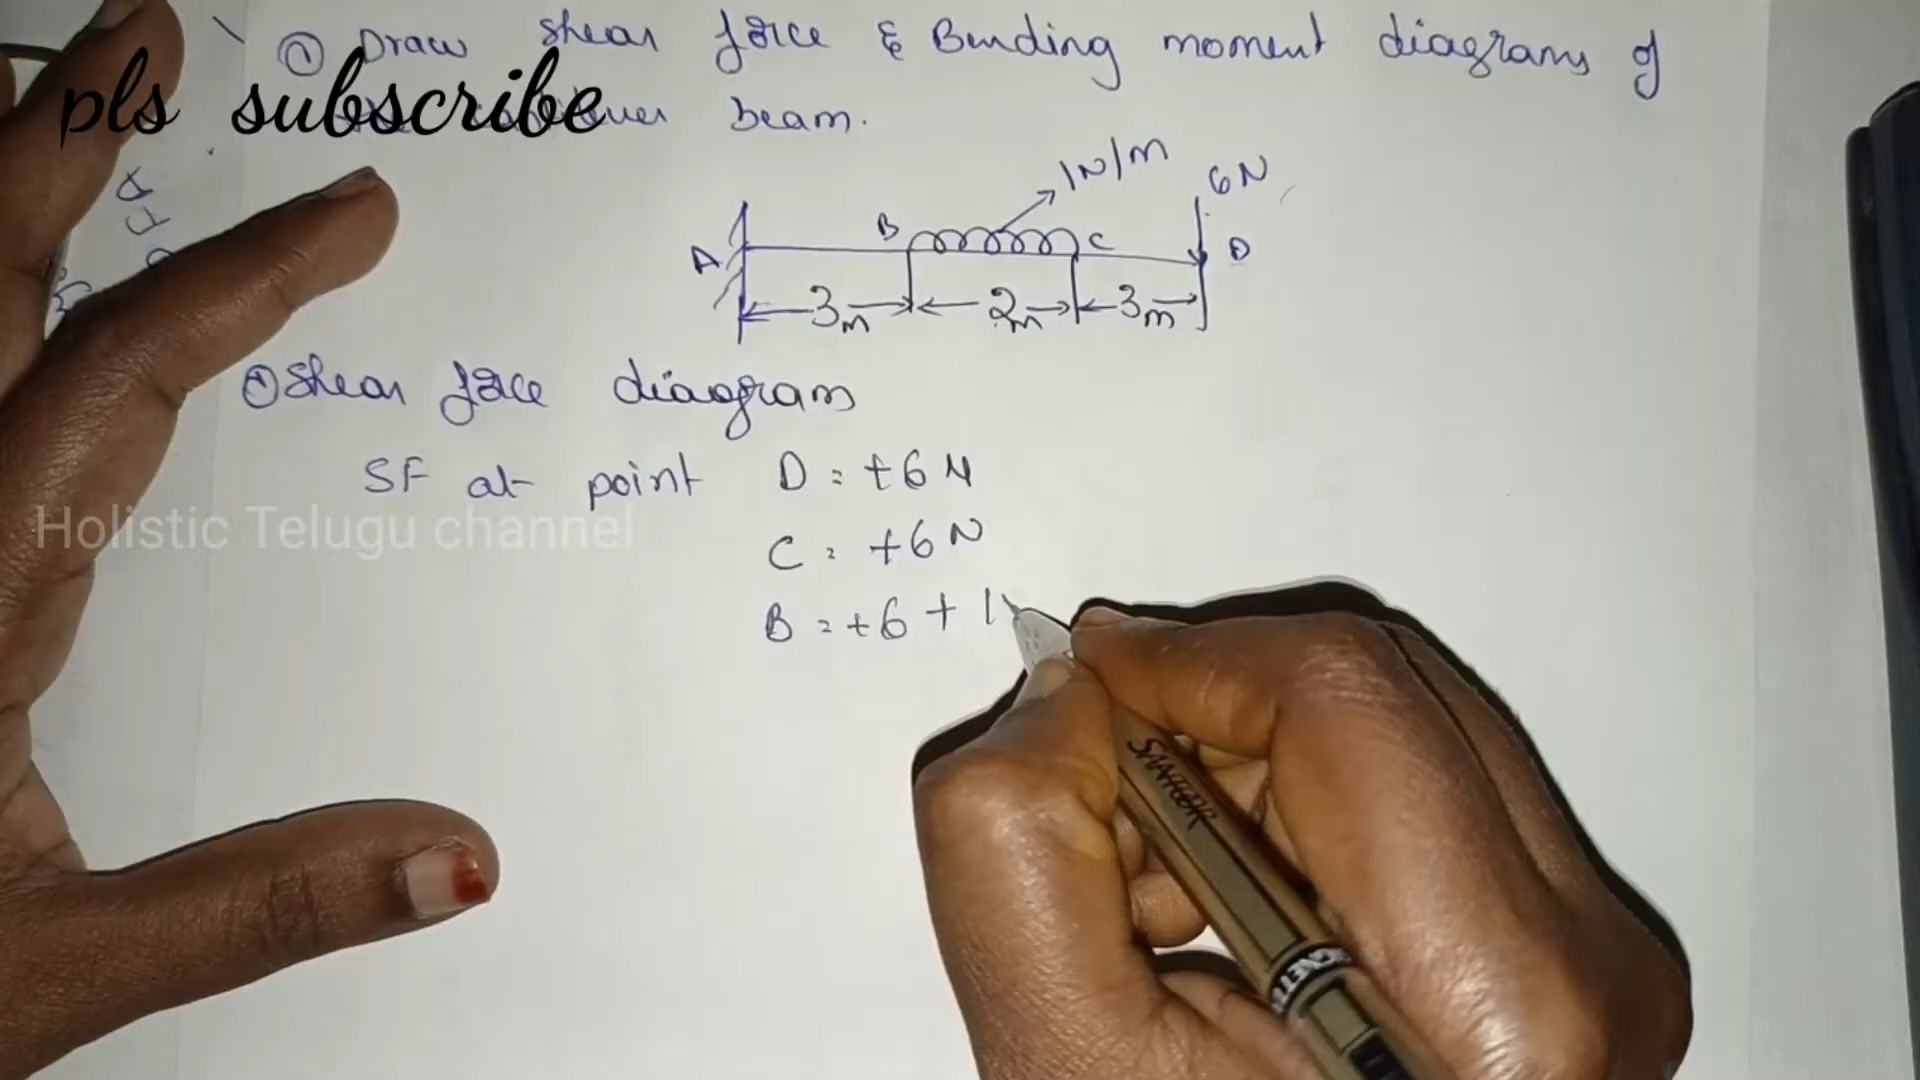 ① Draw shear force & Bending moment diagrams of
pls subscribe
beam.
1N/m
6N
A B C D
3m 2m 3m
① Shear force diagram
SF at point D = +6N
Holistic Telugu channel
C = +6N
B = +6 + 1
SAAGOR